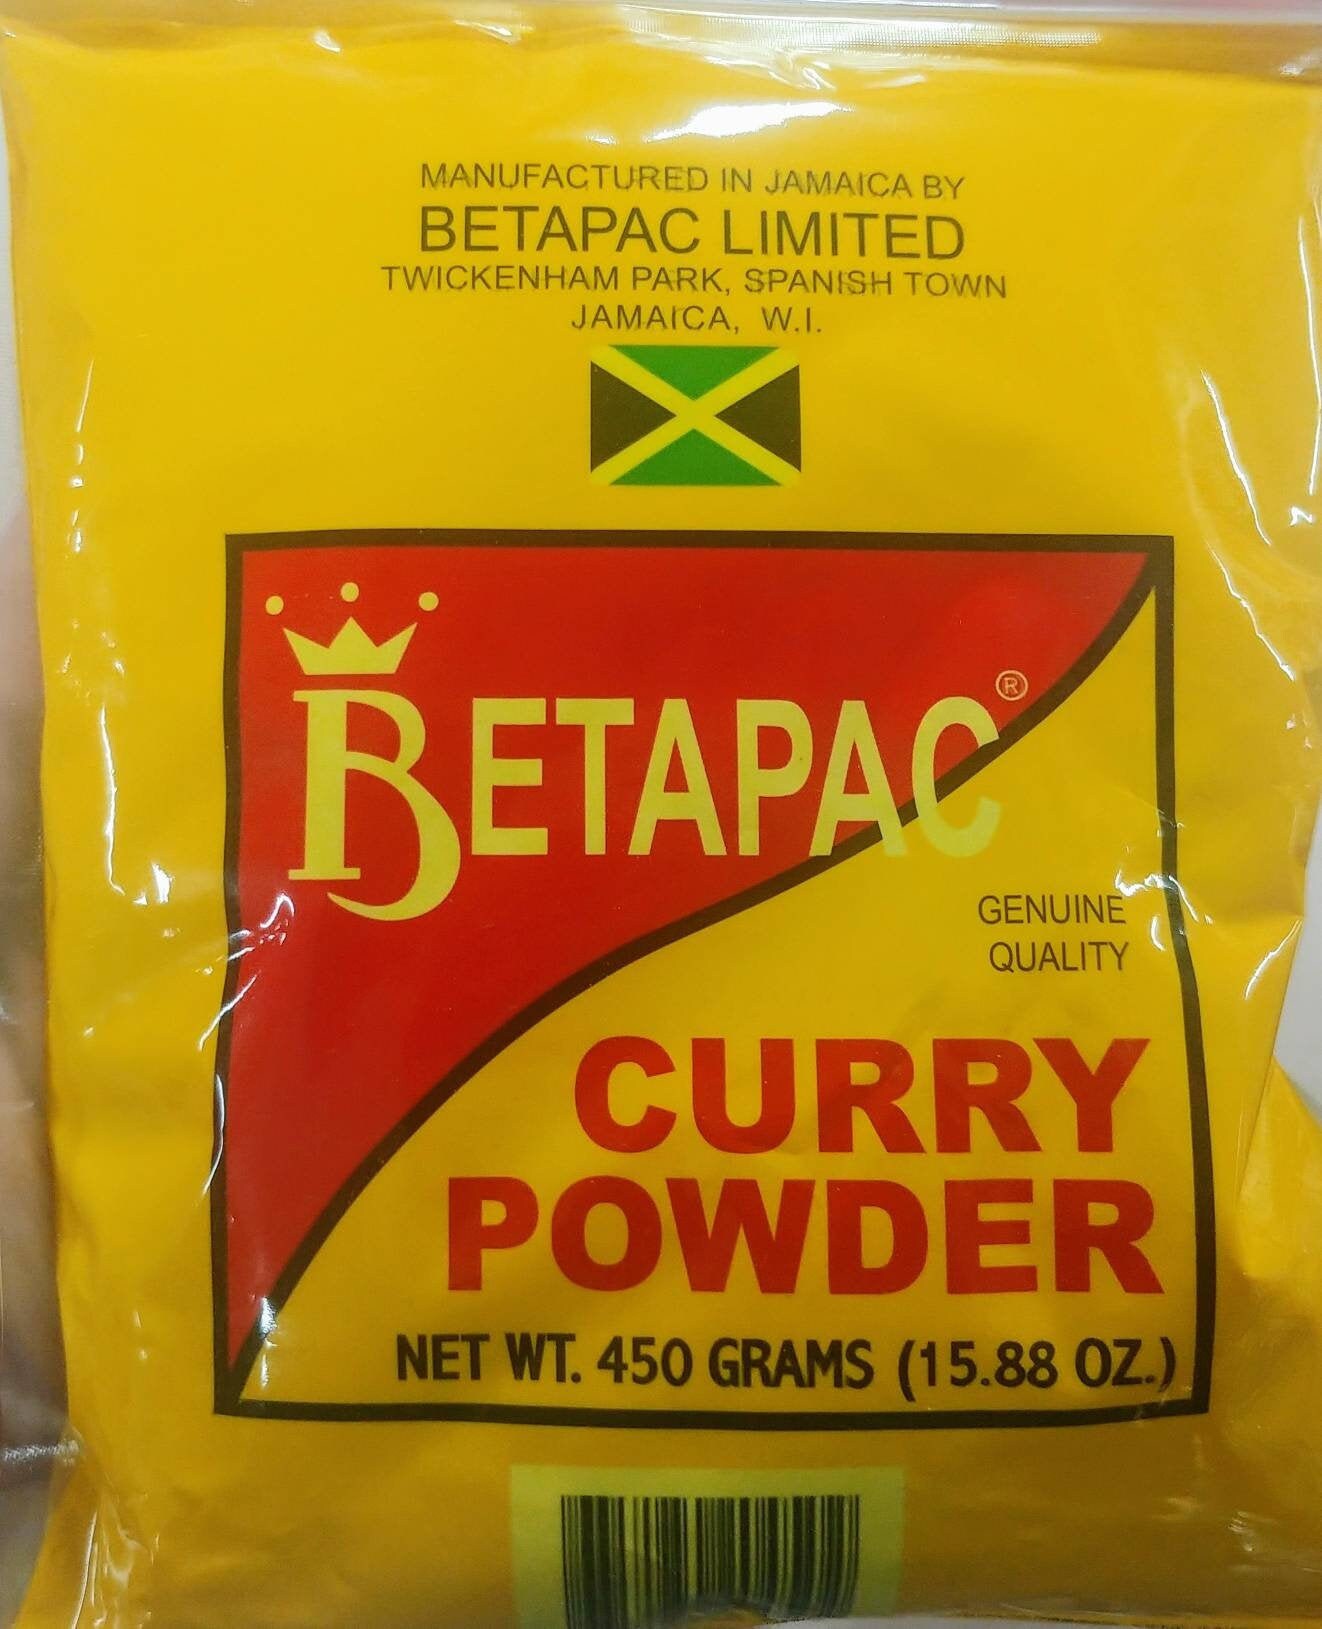 MANUFACTURED IN JAMAICA BY
BETAPAC LIMITED
TWICKENHAM PARK, SPANISH TOWN
JAMAICA, W.I.
BETAPAC®
GENUINE
QUALITY
CURRY
POWDER
NET WT. 450 GRAMS (15.88 OZ.)